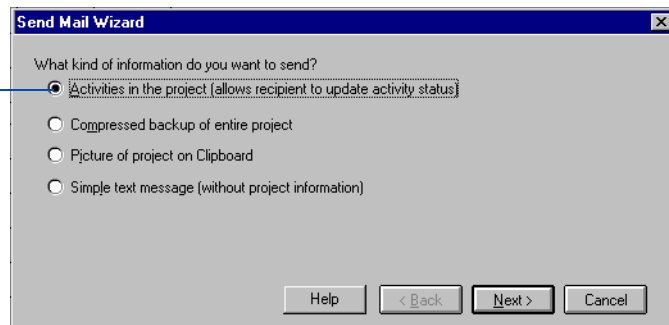 Send Mail Wizard
What kind of information do you want to send?
Activities in the project (allows recipient to update activity status)
Compressed backup of entire project
Picture of project on Clipboard
Simple text message (without project information)
Help
< Back
Next >
Cancel